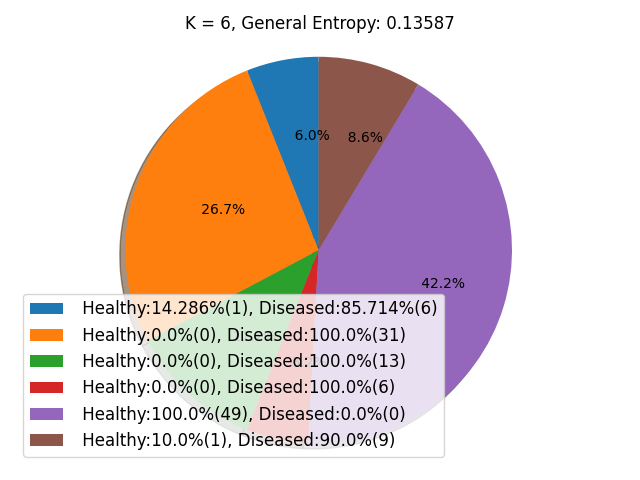 K = 6, General Entropy: 0.13587
6.0%
8.6%
26.7%
42.2%
Healthy:14.286%(1), Diseased:85.714%(6)
Healthy:0.0%(0), Diseased:100.0%(31)
Healthy:0.0%(0), Diseased:100.0%(13)
Healthy:0.0%(0), Diseased:100.0%(6)
Healthy:100.0%(49), Diseased:0.0%(0)
Healthy:10.0%(1), Diseased:90.0%(9)